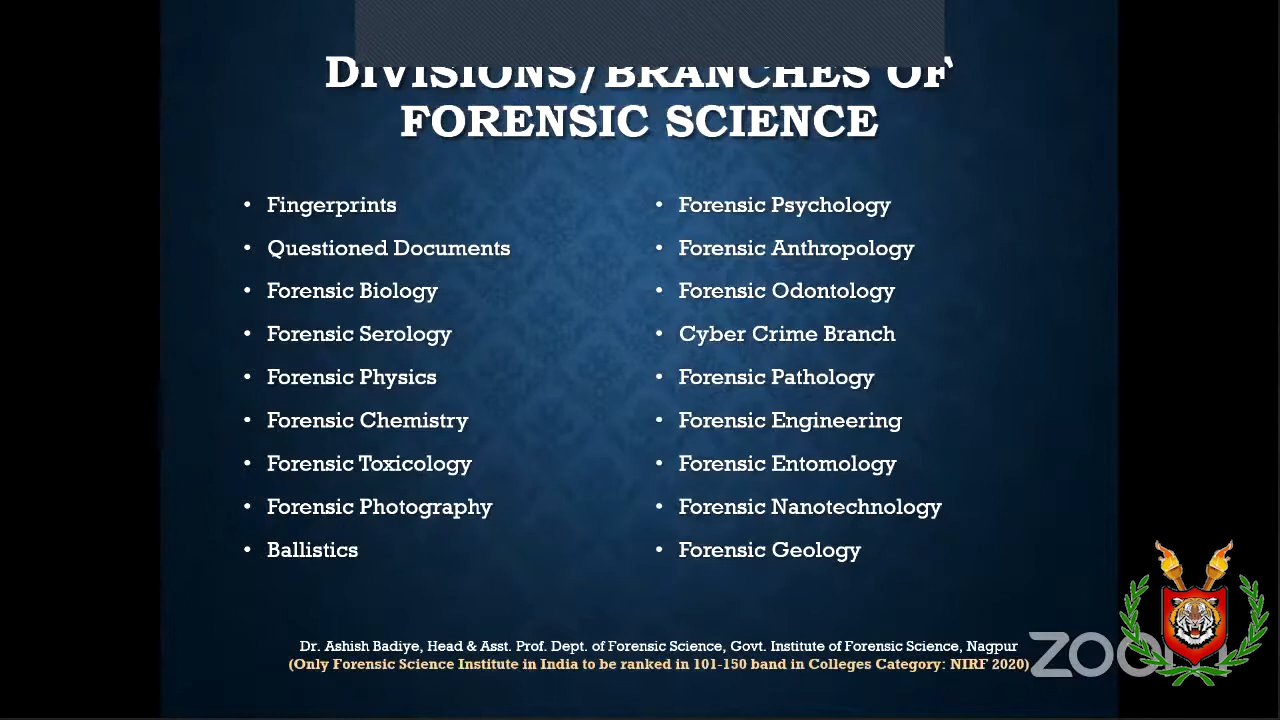 DIVISIONS/BRANCHES OF
FORENSIC SCIENCE
• Fingerprints
• Questioned Documents
• Forensic Biology
• Forensic Serology
• Forensic Physics
• Forensic Chemistry
• Forensic Toxicology
• Forensic Photography
• Ballistics
• Forensic Psychology
• Forensic Anthropology
• Forensic Odontology
• Cyber Crime Branch
• Forensic Pathology
• Forensic Engineering
• Forensic Entomology
• Forensic Nanotechnology
• Forensic Geology
Dr. Ashish Badiye, Head & Asst. Prof. Dept. of Forensic Science, Govt. Institute of Forensic Science, Nagpur
(Only Forensic Science Institute in India to be ranked in 101-150 band in Colleges Category: NIRF 2020)
zoom